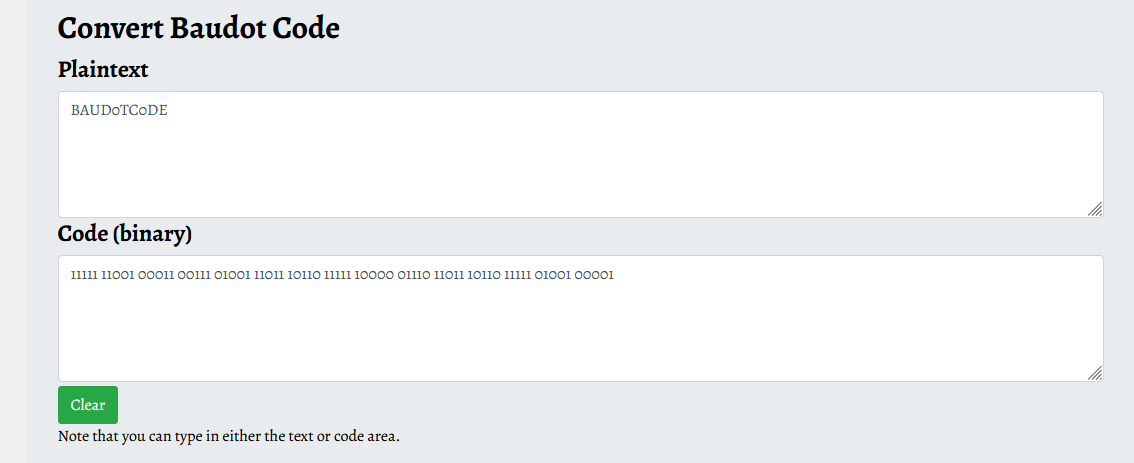 Convert Baudot Code
Plaintext
BAUD0TC0DE
Code (binary)
11111 11001 00011 00111 01001 11011 10110 11111 10000 01110 11011 10110 11111 01001 00001
Clear
Note that you can type in either the text or code area.